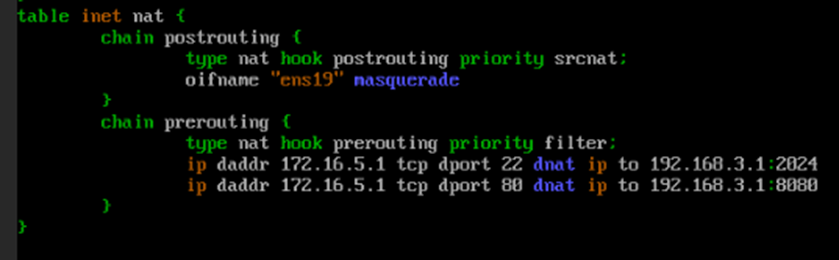 table inet nat {
chain postrouting {
type nat hook postrouting priority srcnat;
oifname "ens19" masquerade
}
chain prerouting {
type nat hook prerouting priority filter;
ip daddr 172.16.5.1 tcp dport 22 dnat ip to 192.168.3.1:2024
ip daddr 172.16.5.1 tcp dport 80 dnat ip to 192.168.3.1:8080
}
}